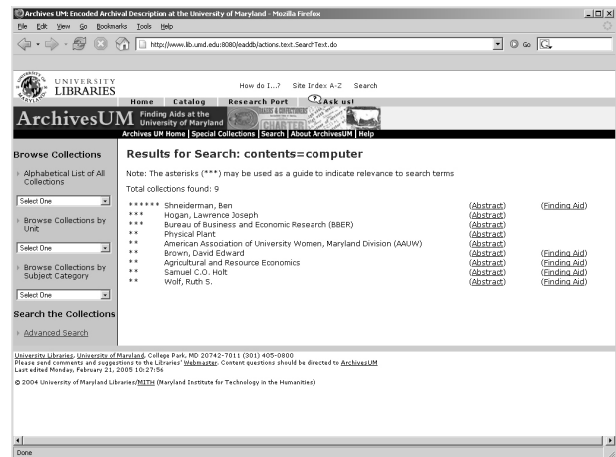 Archives UM: Encoded Archival Description at the University of Maryland - Mozilla Firefox
File Edit View Go Bookmarks Tools Help
http://www.lib.umd.edu:8080/eaddb/actions.text.SearchText.do
Go
UNIVERSITY
LIBRARIES
How do I...? Site Index A-Z Search
Home Catalog Research Port Ask us!
ArchivesUM
Finding Aids at the
University of Maryland
Archives UM Home | Special Collections | Search | About ArchivesUM | Help
Browse Collections
Alphabetical List of All
Collections
Select One
Browse Collections by
Unit
Select One
Browse Collections by
Subject Category
Select One
Search the Collections
Advanced Search
Results for Search: contents=computer
Note: The asterisks (***) may be used as a guide to indicate relevance to search terms
Total collections found: 9
****** Shneiderman, Ben (Abstract) (Finding Aid)
*** Hogan, Lawrence Joseph (Abstract)
*** Bureau of Business and Economic Research (BBER) (Abstract)
** Physical Plant (Abstract)
** American Association of University Women, Maryland Division (AAUW) (Abstract)
** Brown, David Edward (Abstract) (Finding Aid)
** Agricultural and Resource Economics (Abstract) (Finding Aid)
** Samuel C.O. Holt (Abstract) (Finding Aid)
** Wolf, Ruth S. (Abstract) (Finding Aid)
University Libraries, University of Maryland, College Park, MD 20742-7011 (301) 405-0800
Please send comments and suggestions to the Libraries' Webmaster. Content questions should be directed to ArchivesUM
Last edited Monday, February 21, 2005 10:27:56
© 2004 University of Maryland Libraries/MITH (Maryland Institute for Technology in the Humanities)
Done